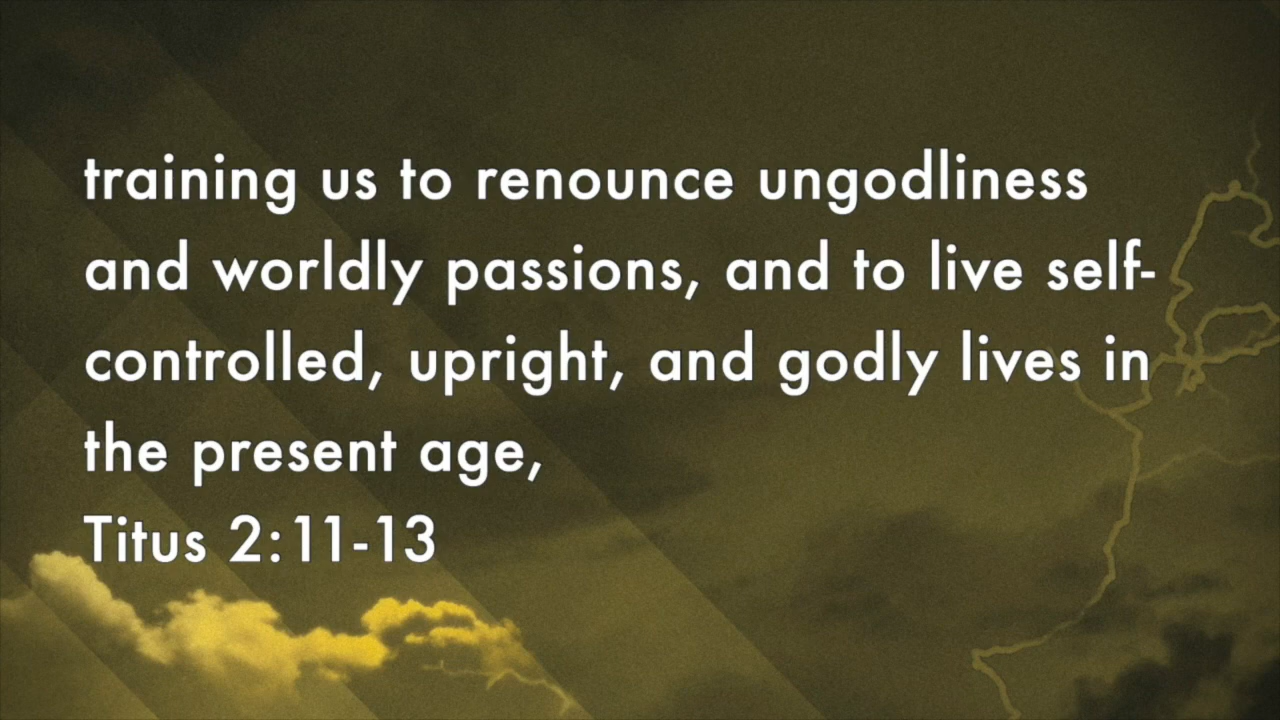 training us to renounce ungodliness
and worldly passions, and to live self-
controlled, upright, and godly lives in
the present age,
Titus 2:11-13